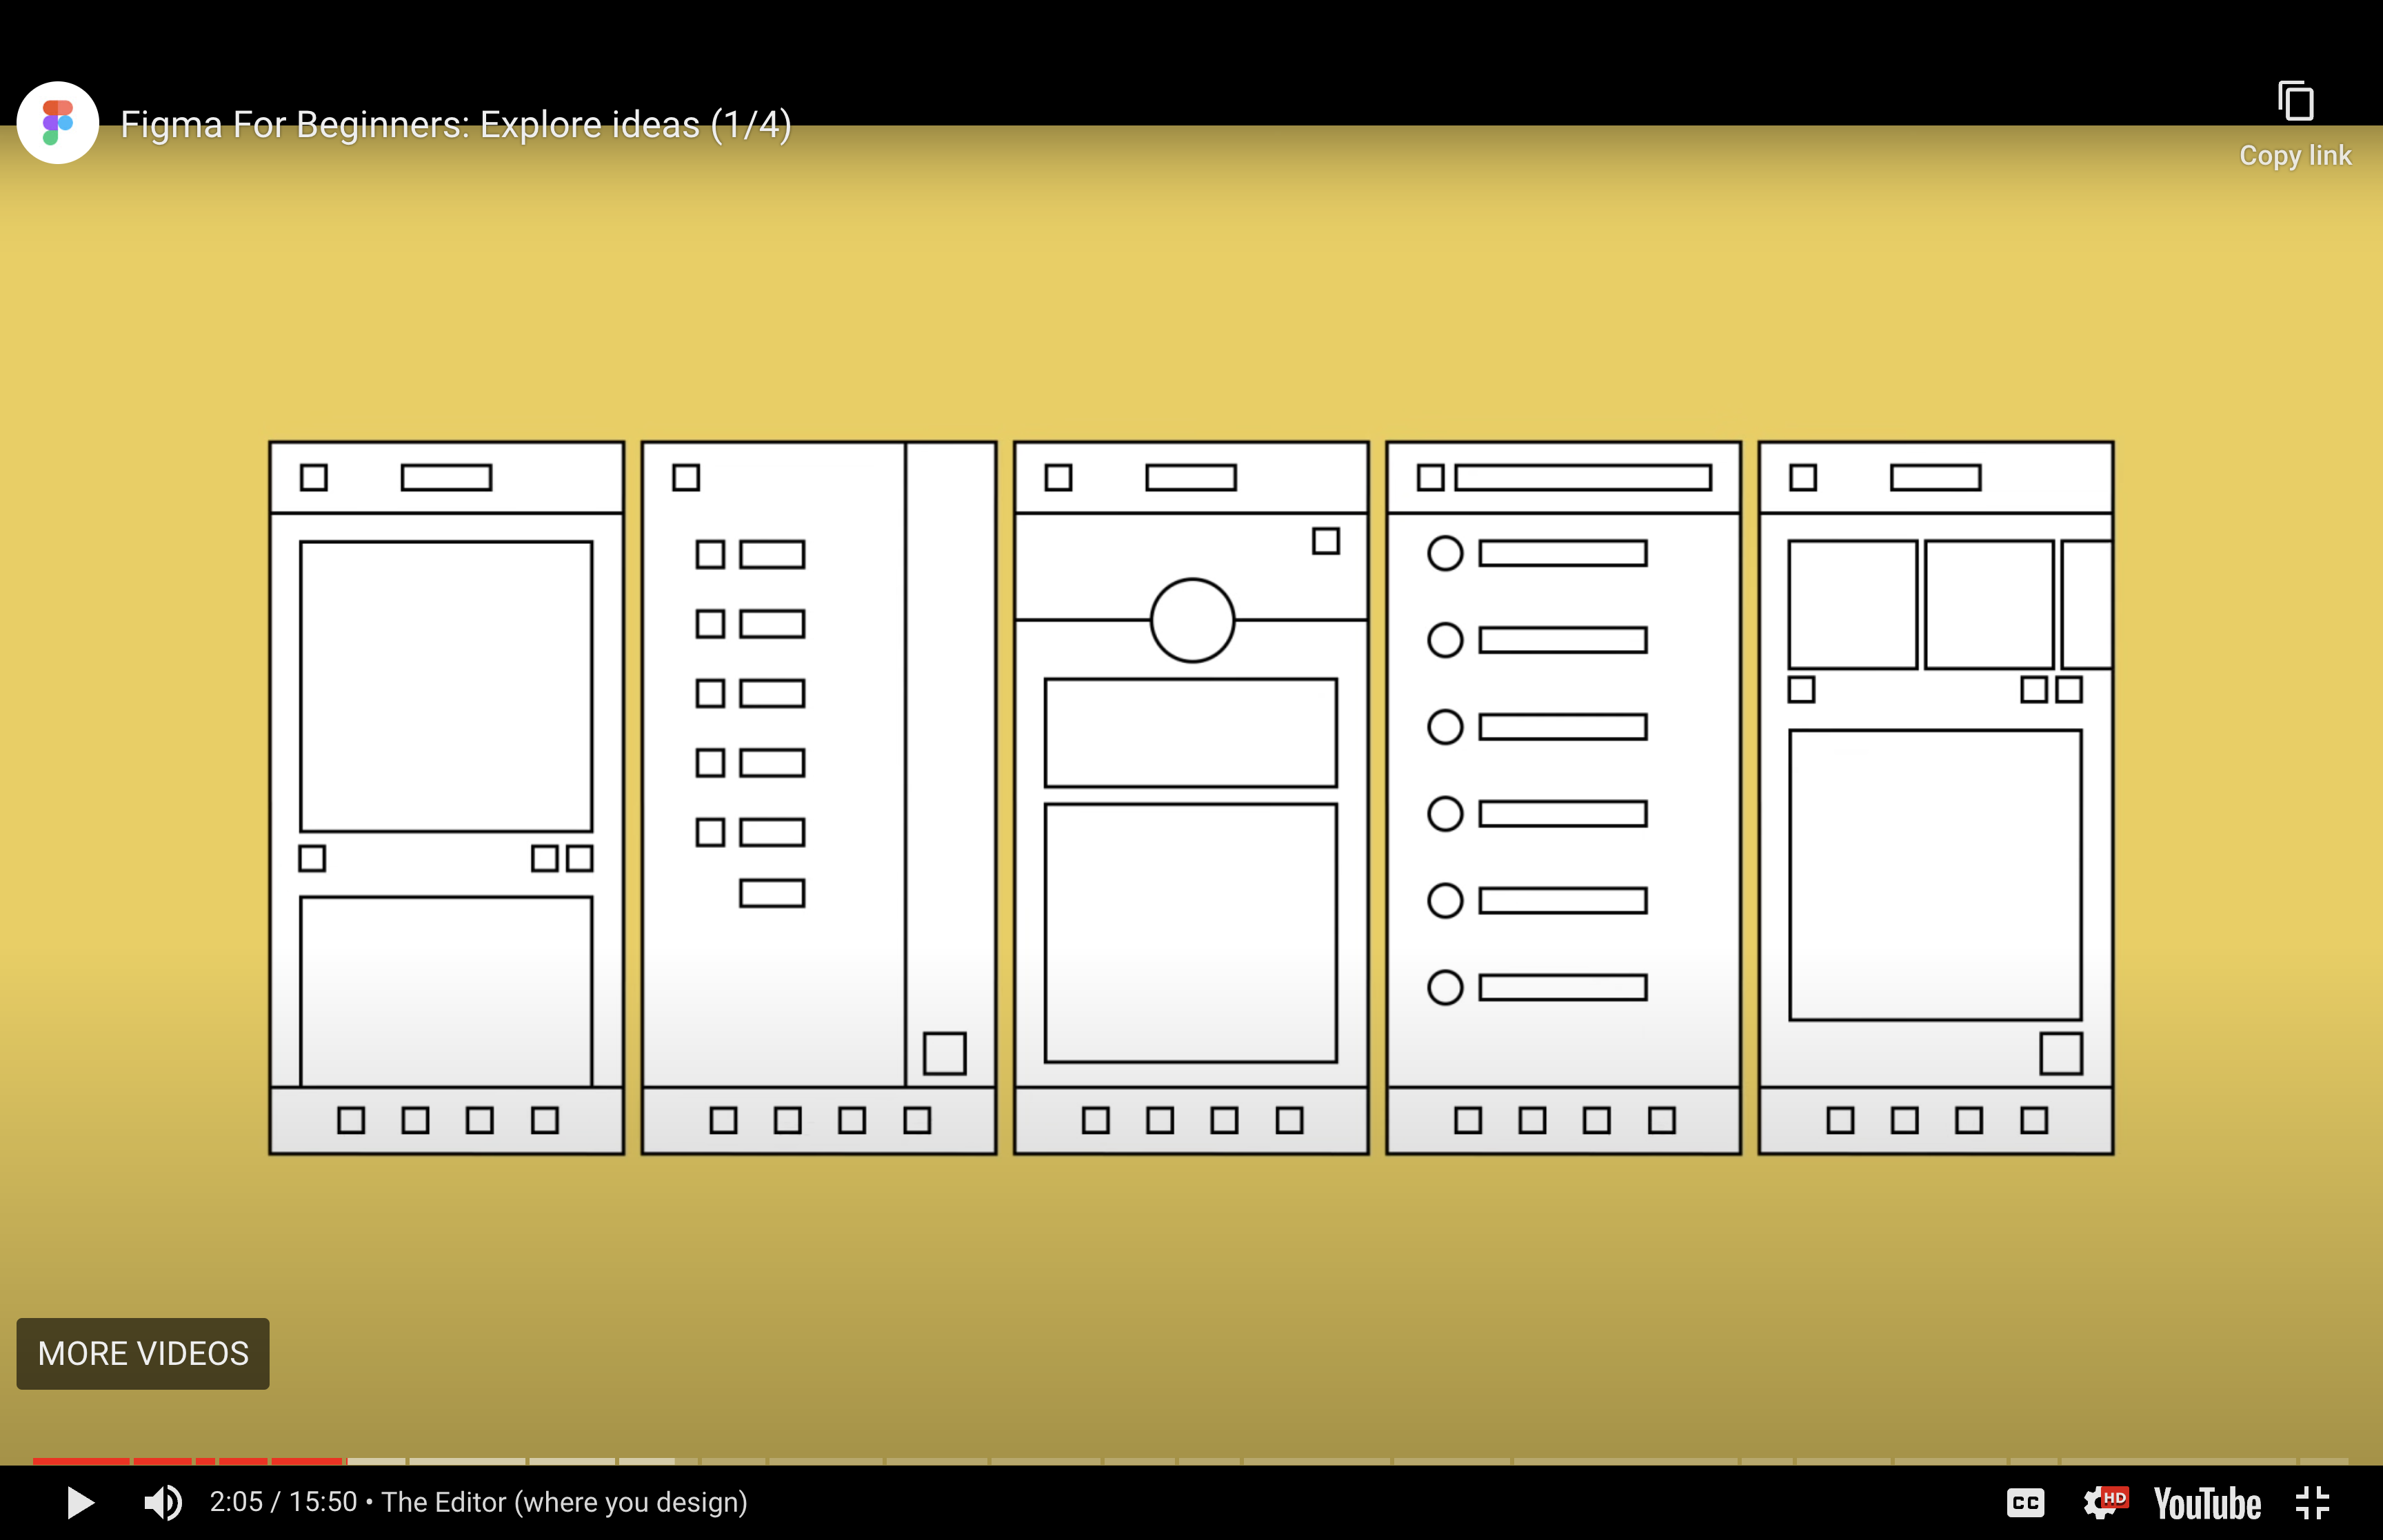 Figma For Beginners: Explore ideas (1/4)
Copy link
MORE VIDEOS
2:05 / 15:50 • The Editor (where you design)
CC
HD
YouTube